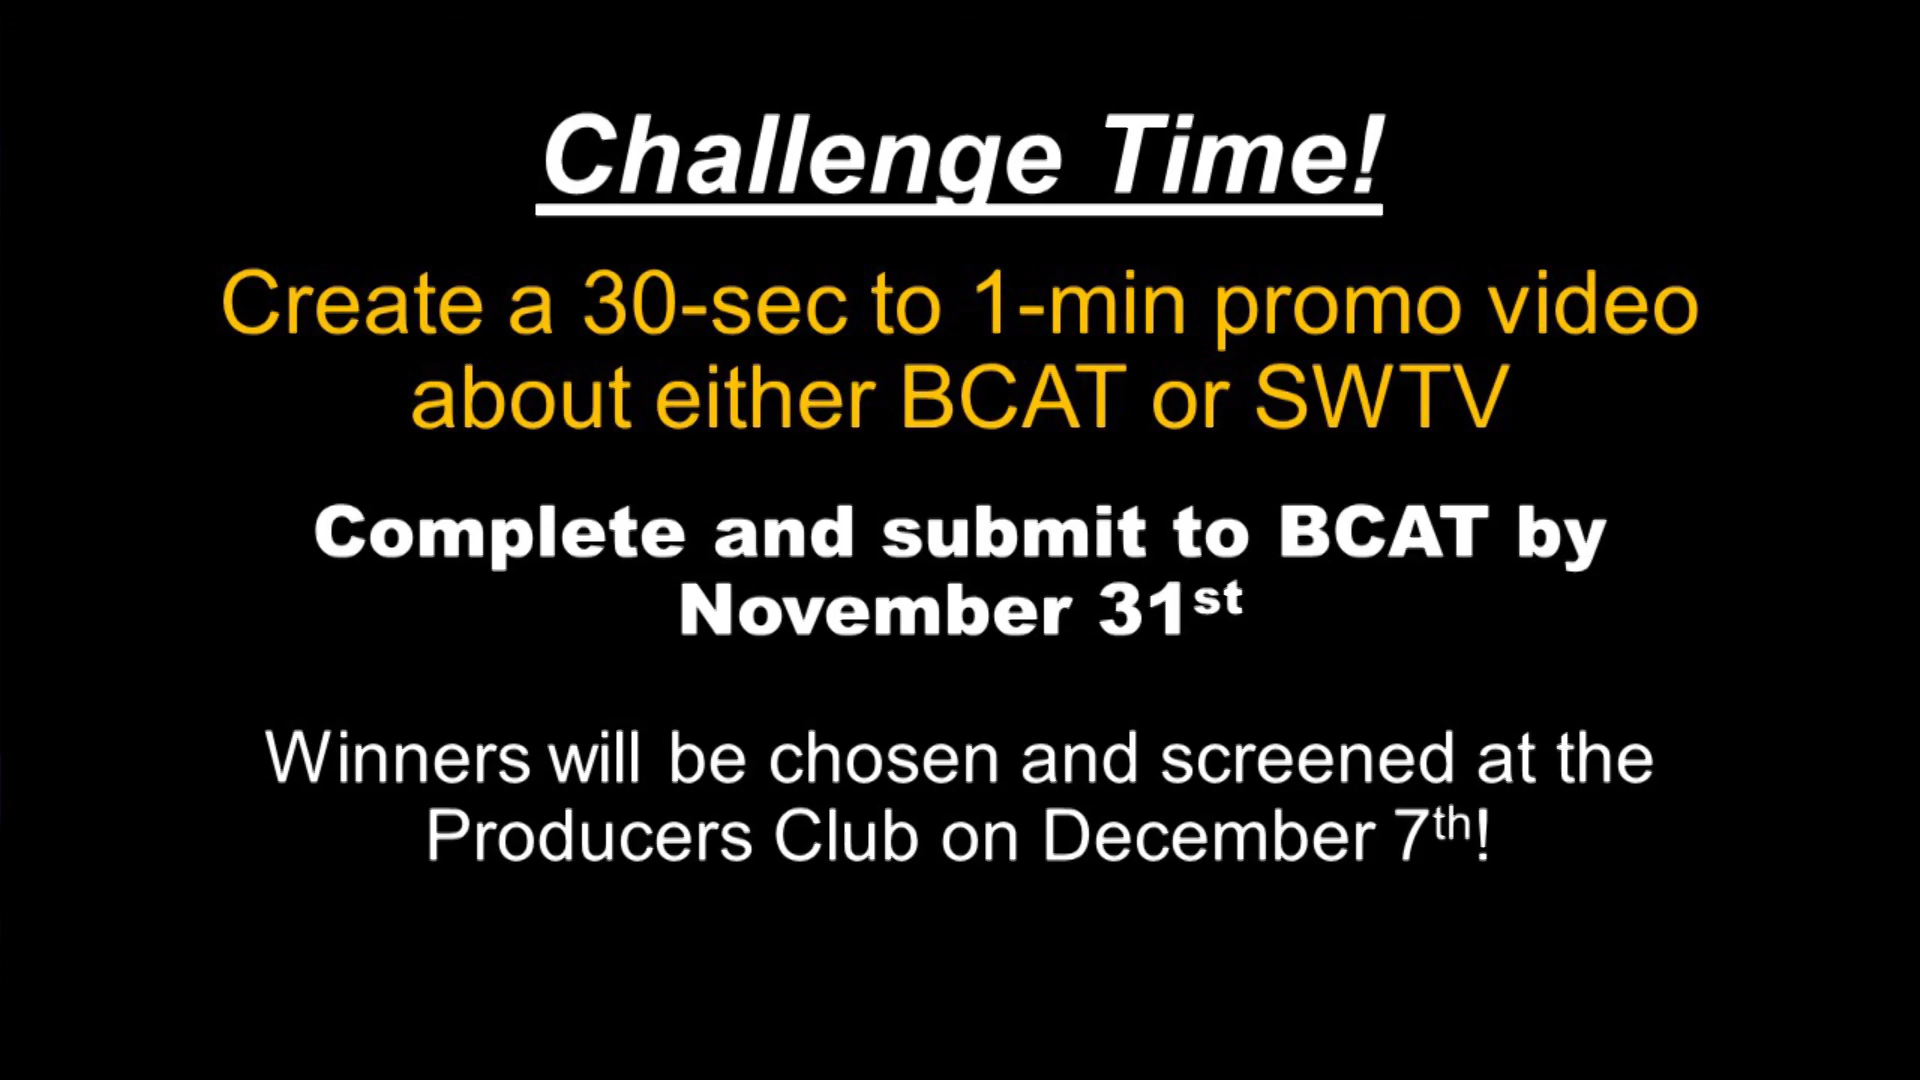 Challenge Time!
Create a 30-sec to 1-min promo video
about either BCAT or SWTV
Complete and submit to BCAT by
November 31st
Winners will be chosen and screened at the
Producers Club on December 7th!